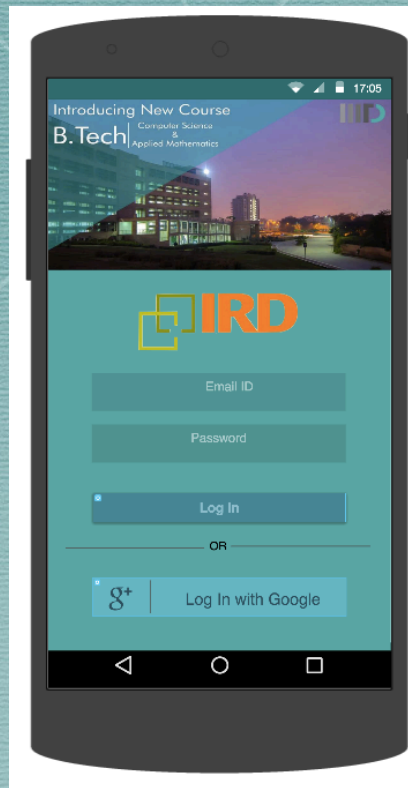 17:05
Introducing New Course
B.Tech
Computer Science
&
Applied Mathematics
IRD
Email ID
Password
Log In
OR
g+ Log In with Google